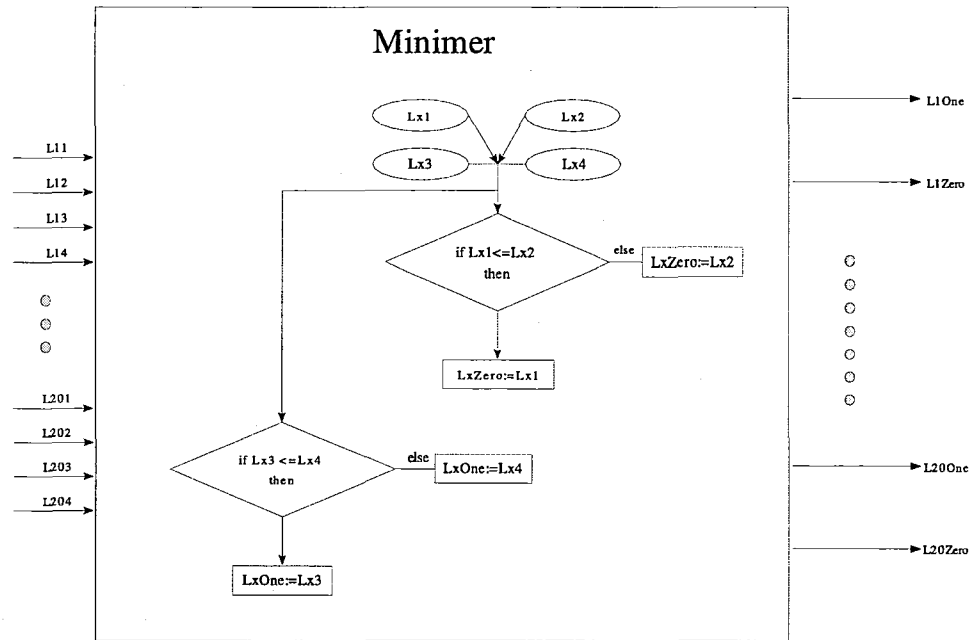 Minimer
Lx1
Lx2
Lx3
Lx4
L11
L12
L13
L14
L201
L202
L203
L204
if Lx1<=Lx2
then
else
LxZero:=Lx2
LxZero:=Lx1
if Lx3 <=Lx4
then
else
LxOne:=Lx4
LxOne:=Lx3
L1One
L1Zero
L20One
L20Zero